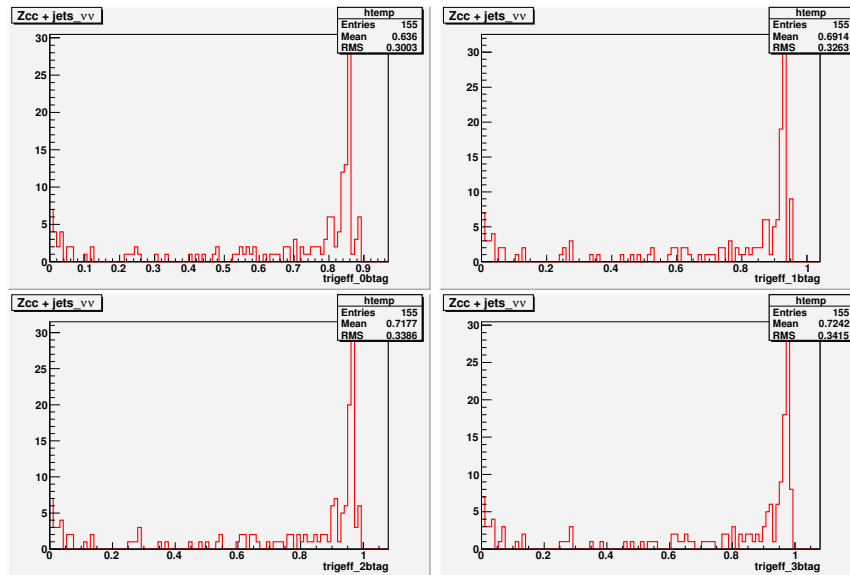 Zcc + jets_νν
htemp
Entries 155
Mean 0.636
RMS 0.3003
30
25
20
15
10
5
0
0 0.1 0.2 0.3 0.4 0.5 0.6 0.7 0.8 0.9
trigeff_0btag
Zcc + jets_νν
htemp
Entries 155
Mean 0.6914
RMS 0.3263
30
25
20
15
10
5
0
0 0.2 0.4 0.6 0.8 1
trigeff_1btag
Zcc + jets_νν
htemp
Entries 155
Mean 0.7177
RMS 0.3386
30
25
20
15
10
5
0
0 0.2 0.4 0.6 0.8 1
trigeff_2btag
Zcc + jets_νν
htemp
Entries 155
Mean 0.7242
RMS 0.3415
30
25
20
15
10
5
0
0 0.2 0.4 0.6 0.8 1
trigeff_3btag